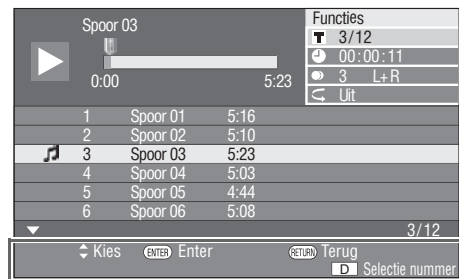 Spoor 03
0:00 5:23
Functies
T 3/12
00:00:11
3 L+R
Uit
1 Spoor 01 5:16
2 Spoor 02 5:10
3 Spoor 03 5:23
4 Spoor 04 5:03
5 Spoor 05 4:44
6 Spoor 06 5:08
3/12
Kies ENTER Enter RETURN Terug
D Selectie nummer